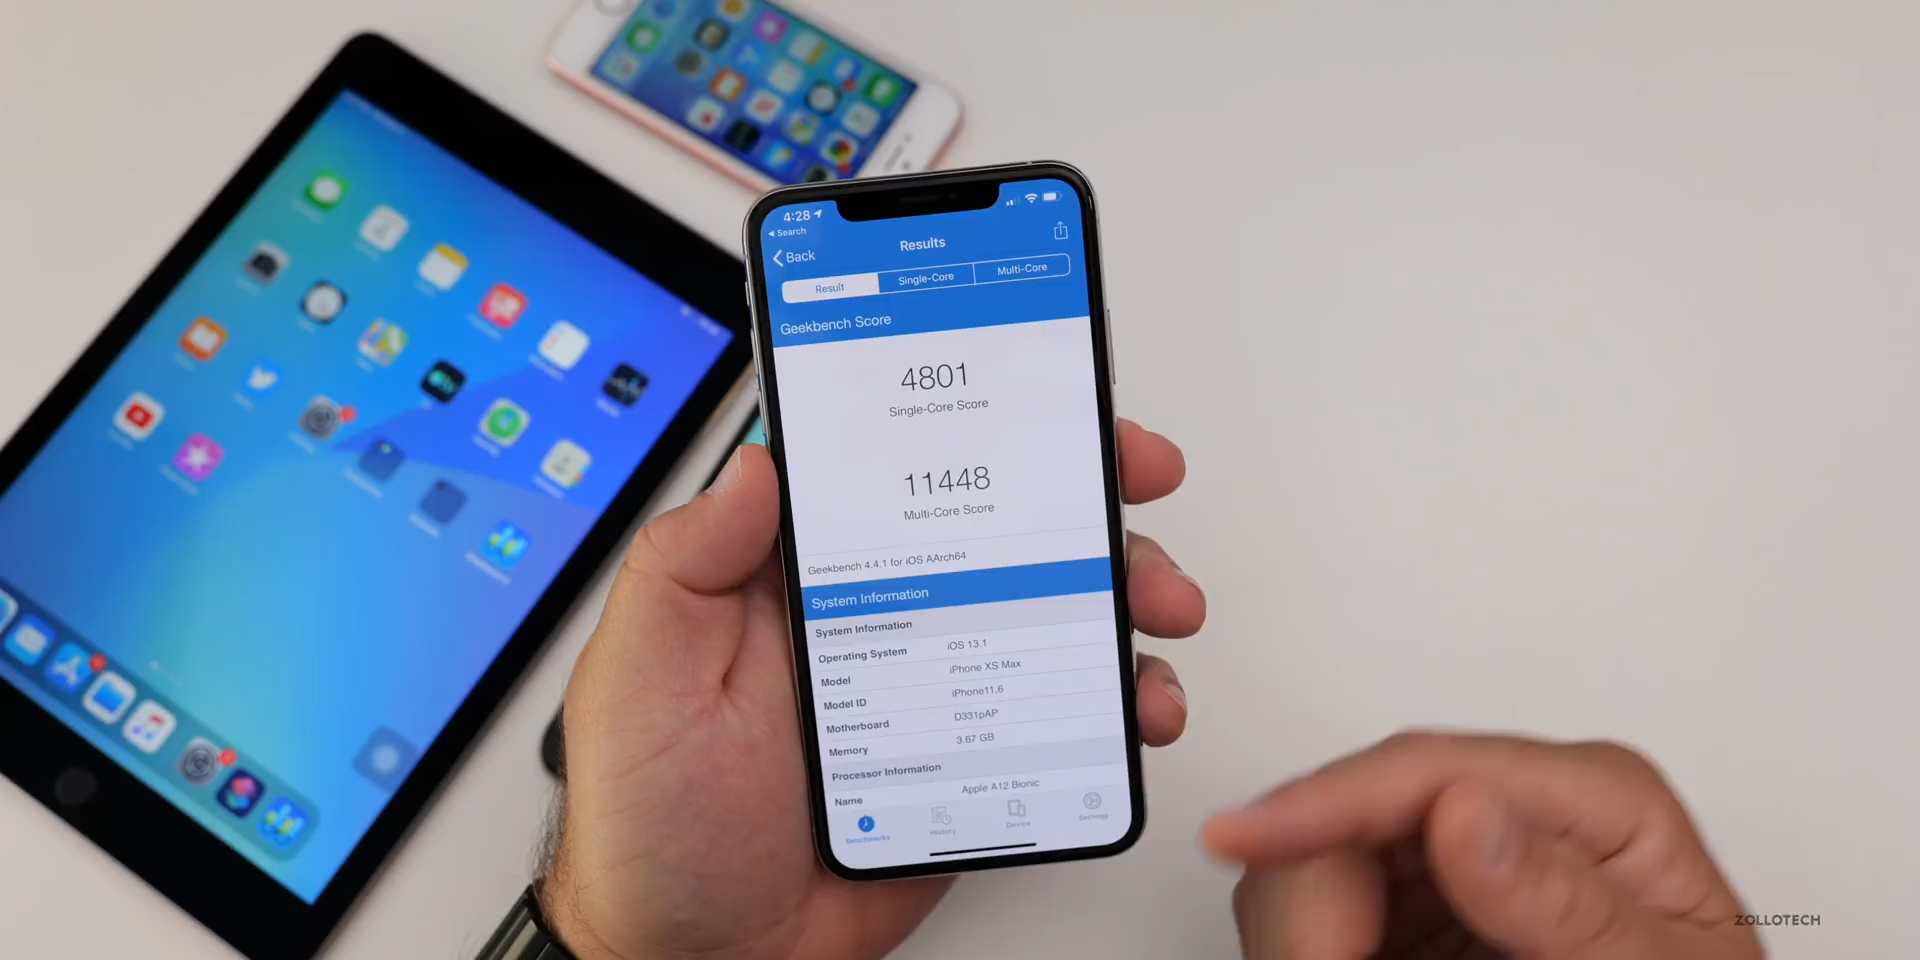 4:28
Search
Back
Results
Result
Single-Core
Multi-Core
Geekbench Score
4801
Single-Core Score
11448
Multi-Core Score
Geekbench 4.4.1 for iOS AArch64
System Information
System Information
Operating System iOS 13.1
Model iPhone XS Max
Model ID iPhone11,6
Motherboard D331pAP
Memory 3.67 GB
Processor Information
Name Apple A12 Bionic
Benchmarks
History
Device
Settings
ZOLLOTECH